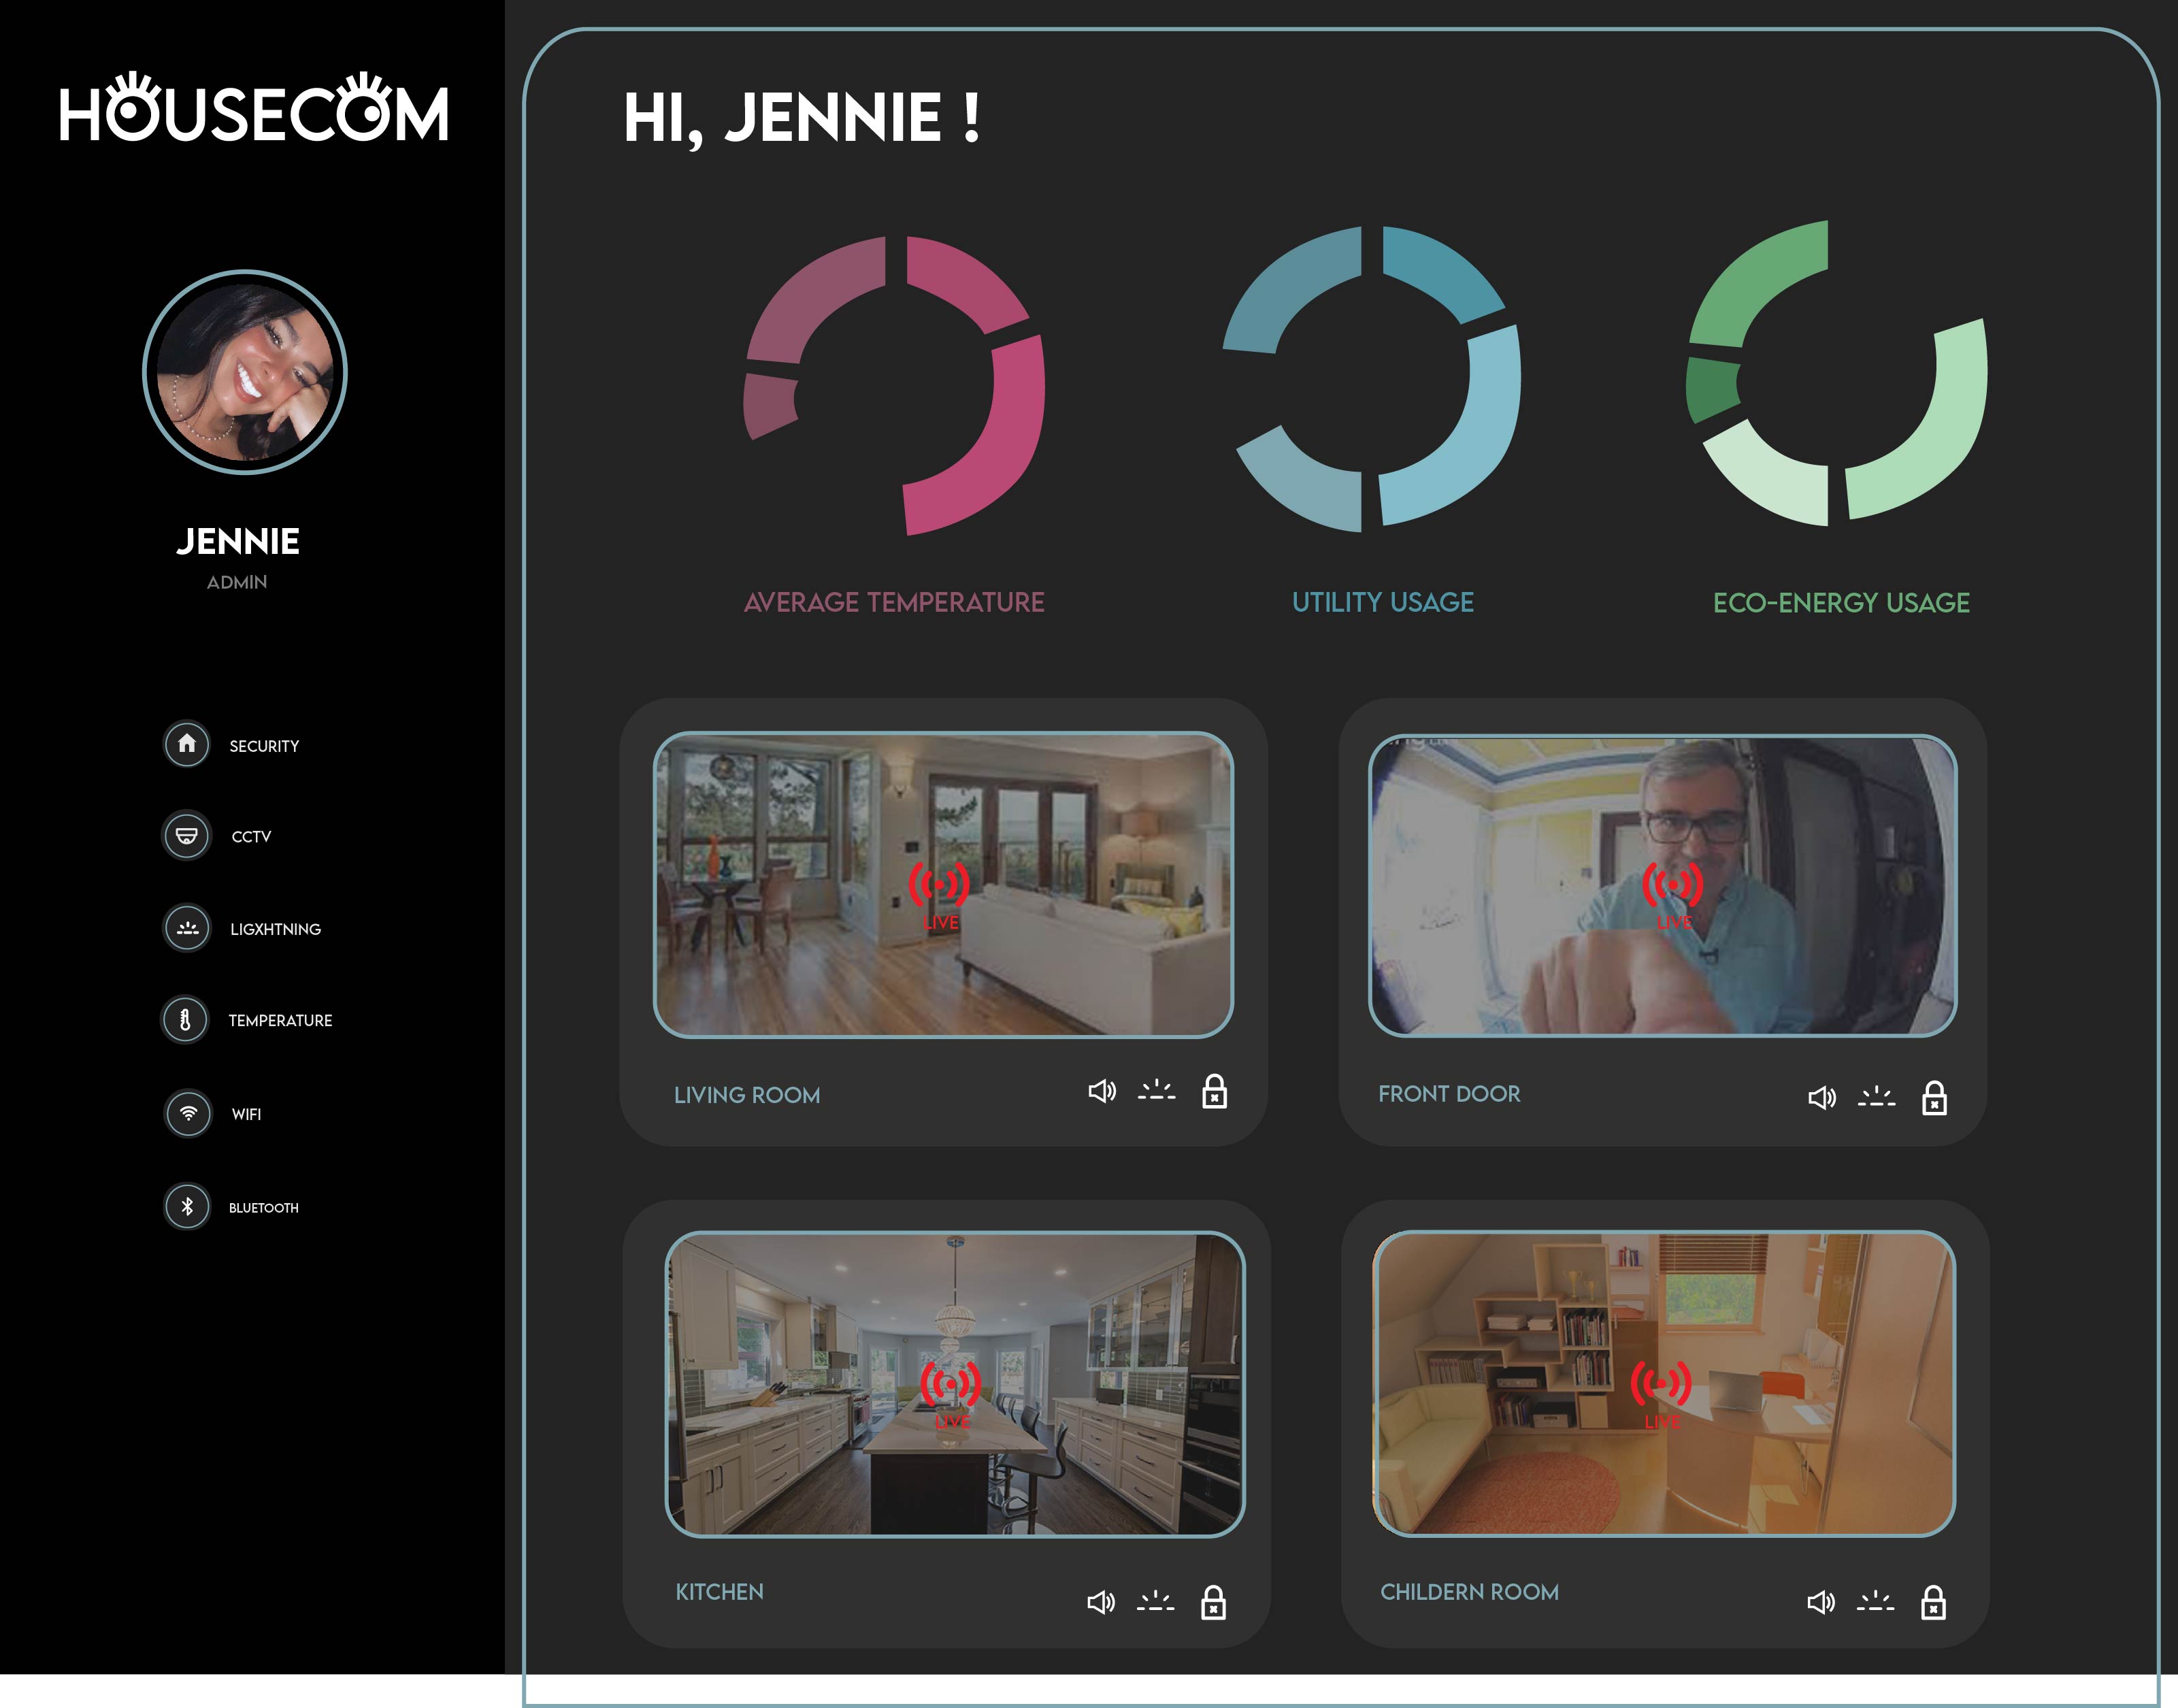 HOUSECOM
HI, JENNIE !
JENNIE
ADMIN
AVERAGE TEMPERATURE
UTILITY USAGE
ECO-ENERGY USAGE
SECURITY
CCTV
LIGXHTNING
TEMPERATURE
WIFI
BLUETOOTH
LIVE
LIVING ROOM
LIVE
FRONT DOOR
LIVE
KITCHEN
LIVE
CHILDERN ROOM